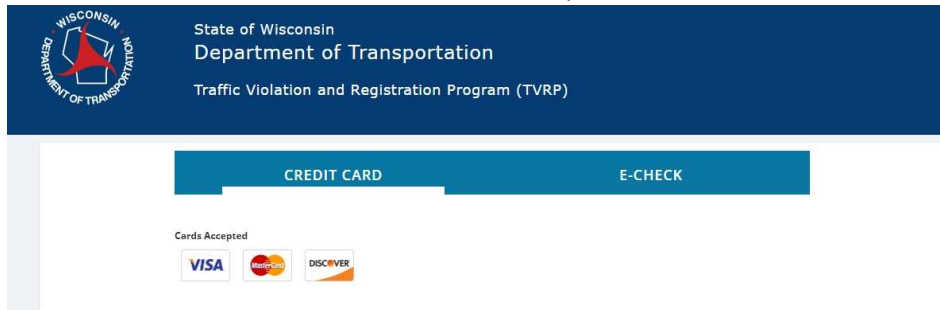 WISCONSIN
DEPARTMENT OF TRANSPORTATION
State of Wisconsin
Department of Transportation
Traffic Violation and Registration Program (TVRP)
CREDIT CARD E-CHECK
Cards Accepted
VISA MasterCard DISCOVER